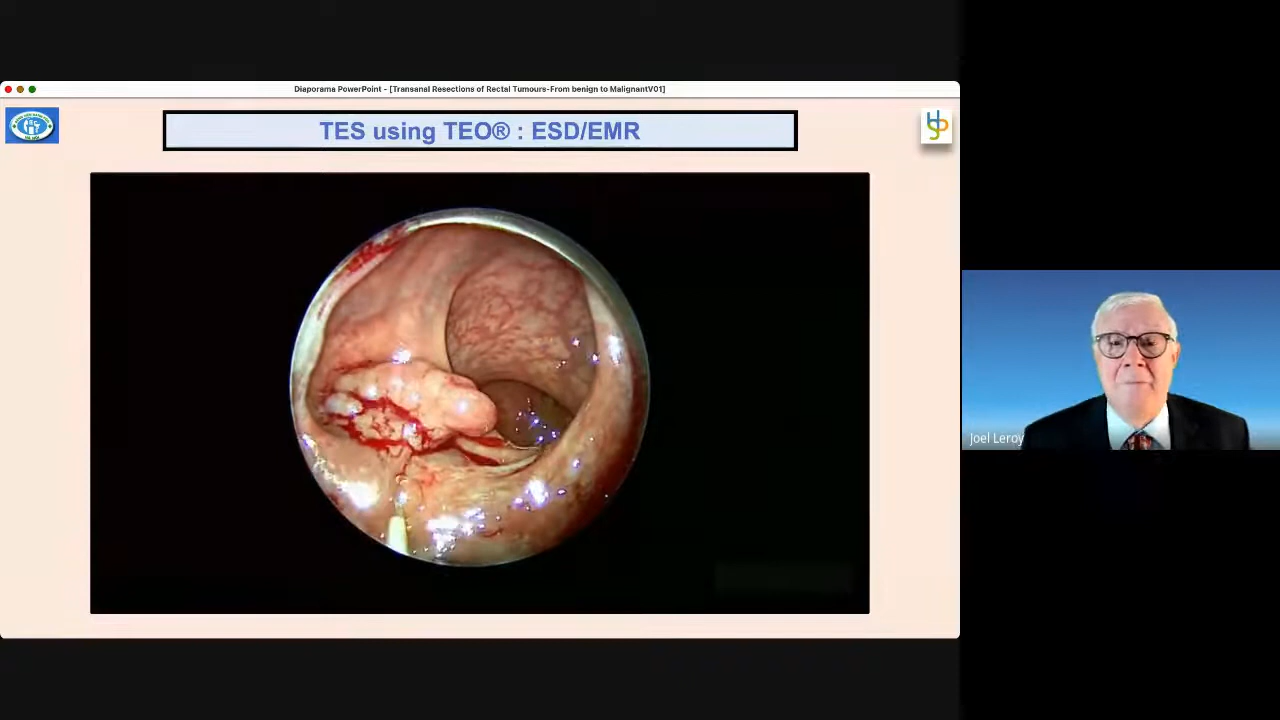 Diaporama PowerPoint - [Transanal Resections of Rectal Tumours-From benign to MalignantV01]
TES using TEO® : ESD/EMR
Joel Leroy